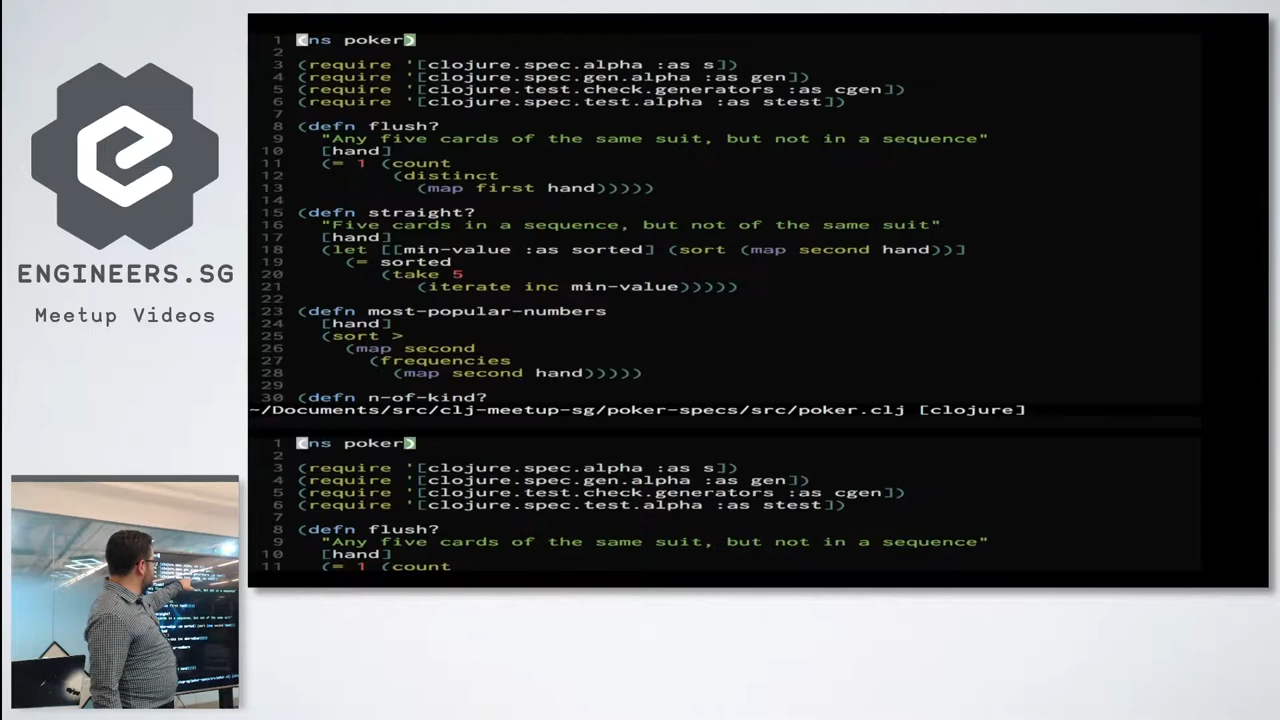 ENGINEERS.SG
Meetup Videos
1 (ns poker)
2
3 (require '[clojure.spec.alpha :as s])
4 (require '[clojure.spec.gen.alpha :as gen])
5 (require '[clojure.test.check.generators :as cgen])
6 (require '[clojure.spec.test.alpha :as stest])
7
8 (defn flush?
9 "Any five cards of the same suit, but not in a sequence"
10 [hand]
11 (= 1 (count
12 (distinct
13 (map first hand)))))
14
15 (defn straight?
16 "Five cards in a sequence, but not of the same suit"
17 [hand]
18 (let [[min-value :as sorted] (sort (map second hand))]
19 (= sorted
20 (take 5
21 (iterate inc min-value)))))
22
23 (defn most-popular-numbers
24 [hand]
25 (sort >
26 (map second
27 (frequencies
28 (map second hand)))))
29
30 (defn n-of-kind?
~/Documents/src/clj-meetup-sg/poker-specs/src/poker.clj [clojure]
1 (ns poker)
2
3 (require '[clojure.spec.alpha :as s])
4 (require '[clojure.spec.gen.alpha :as gen])
5 (require '[clojure.test.check.generators :as cgen])
6 (require '[clojure.spec.test.alpha :as stest])
7
8 (defn flush?
9 "Any five cards of the same suit, but not in a sequence"
10 [hand]
11 (= 1 (count